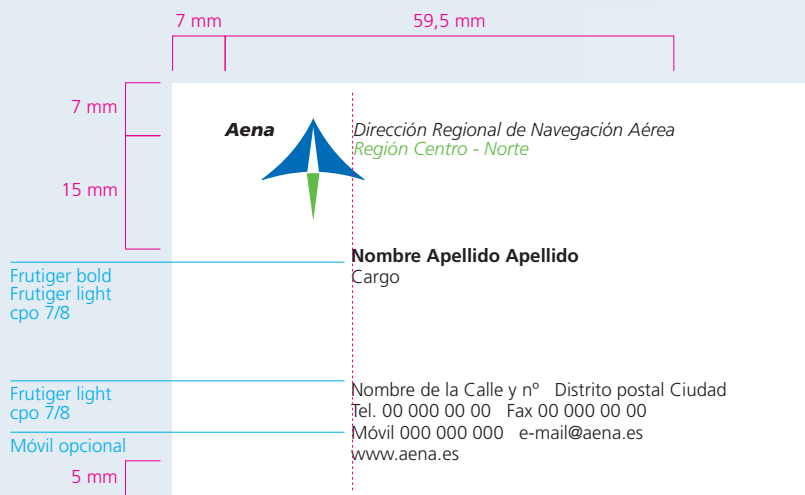 7 mm
59,5 mm
7 mm
Aena
Dirección Regional de Navegación Aérea
Región Centro - Norte
15 mm
Nombre Apellido Apellido
Cargo
Frutiger bold
Frutiger light
cpo 7/8
Frutiger light
cpo 7/8
Móvil opcional
Nombre de la Calle y nº   Distrito postal Ciudad
Tel. 00 000 00 00   Fax 00 000 00 00
Móvil 000 000 000   e-mail@aena.es
www.aena.es
5 mm